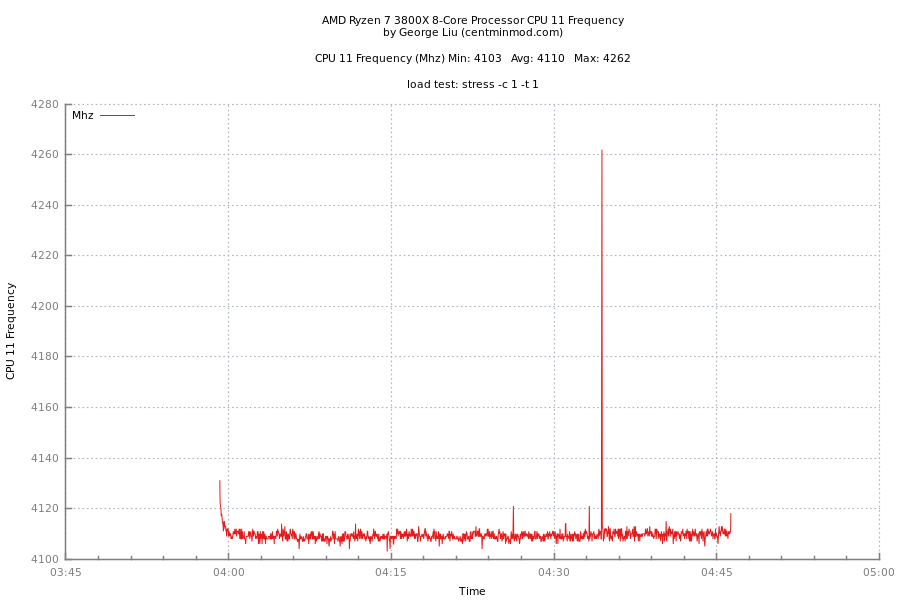 AMD Ryzen 7 3800X 8-Core Processor CPU 11 Frequency
by George Liu (centminmod.com)
CPU 11 Frequency (Mhz) Min: 4103 Avg: 4110 Max: 4262
load test: stress -c 1 -t 1
Mhz
4280
4260
4240
4220
4200
4180
4160
4140
4120
4100
CPU 11 Frequency
03:45 04:00 04:15 04:30 04:45 05:00
Time